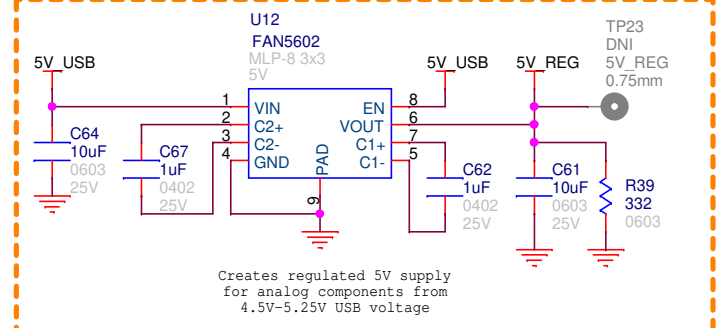 U12
FAN5602
MLP-8 3x3
5V
TP23
DNI
5V_REG
0.75mm
5V_USB
5V_USB
5V_REG
1 VIN
2 C2+
3 C2-
4 GND
PAD
9
EN 8
VOUT 6
C1+ 7
C1- 5
C64
10uF
0603
25V
C67
1uF
0402
25V
C62
1uF
0402
25V
C61
10uF
0603
25V
R39
332
0603
Creates regulated 5V supply
for analog components from
4.5V-5.25V USB voltage